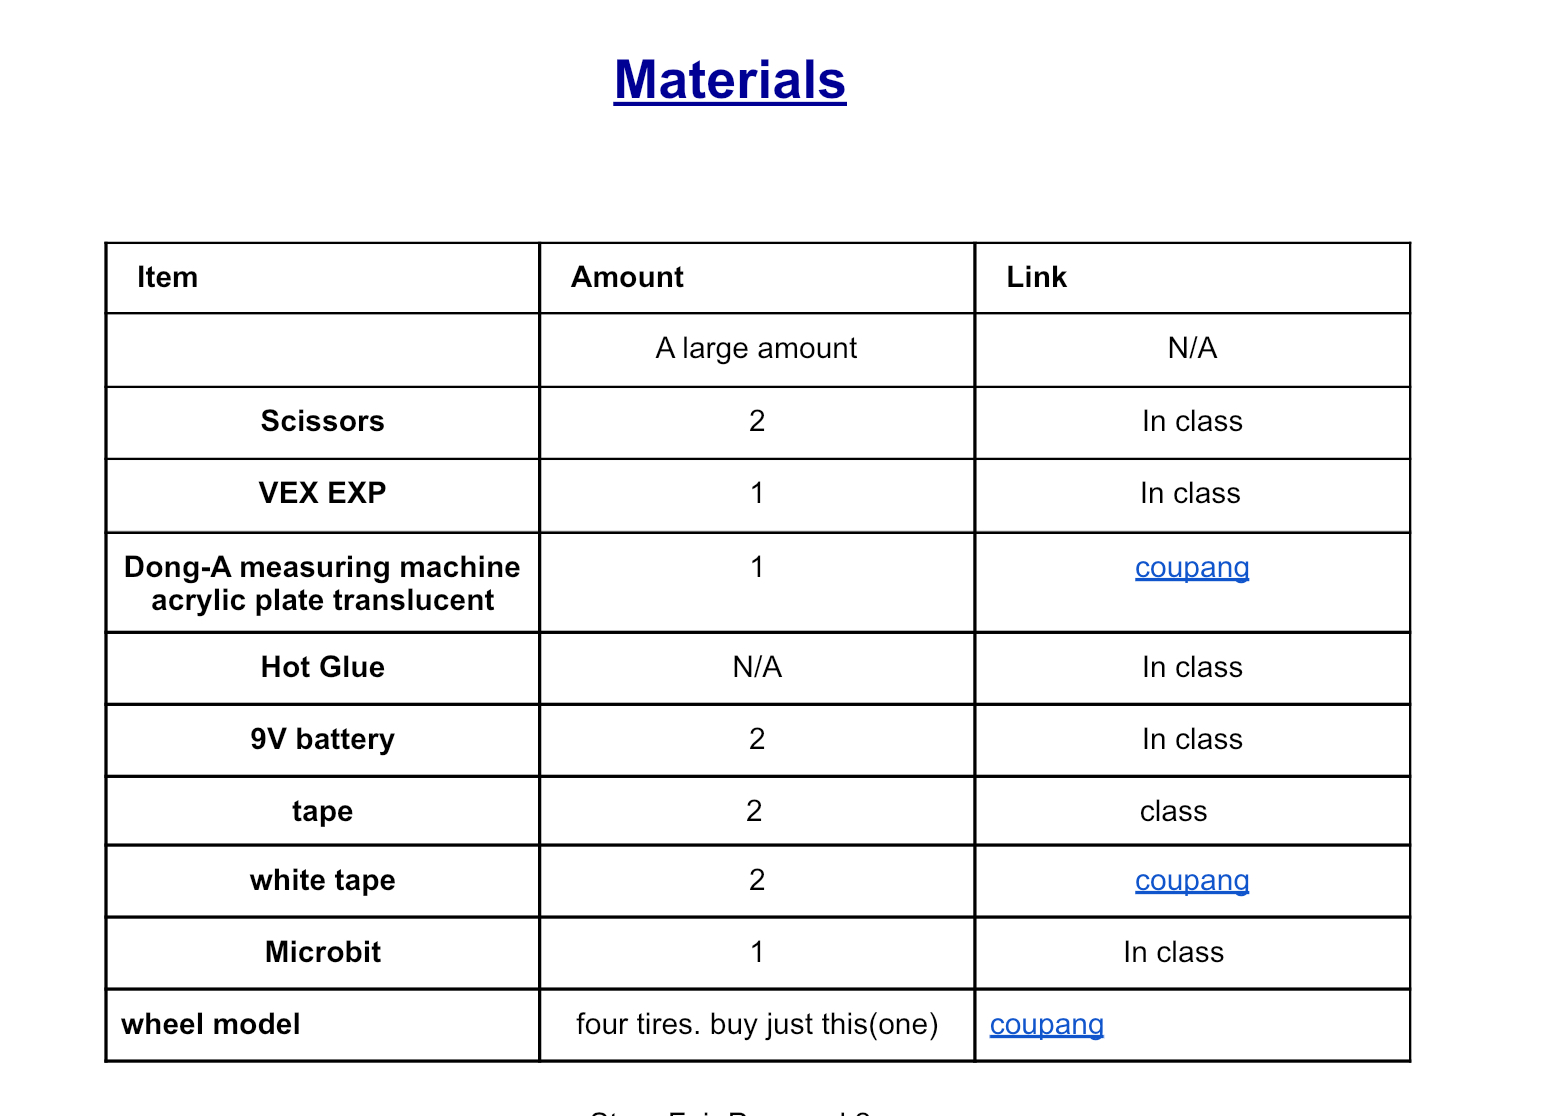 Materials
Item Amount Link
A large amount N/A
Scissors 2 In class
VEX EXP 1 In class
Dong-A measuring machine 1 coupang
acrylic plate translucent
Hot Glue N/A In class
9V battery 2 In class
tape 2 class
white tape 2 coupang
Microbit 1 In class
wheel model four tires. buy just this(one) coupang